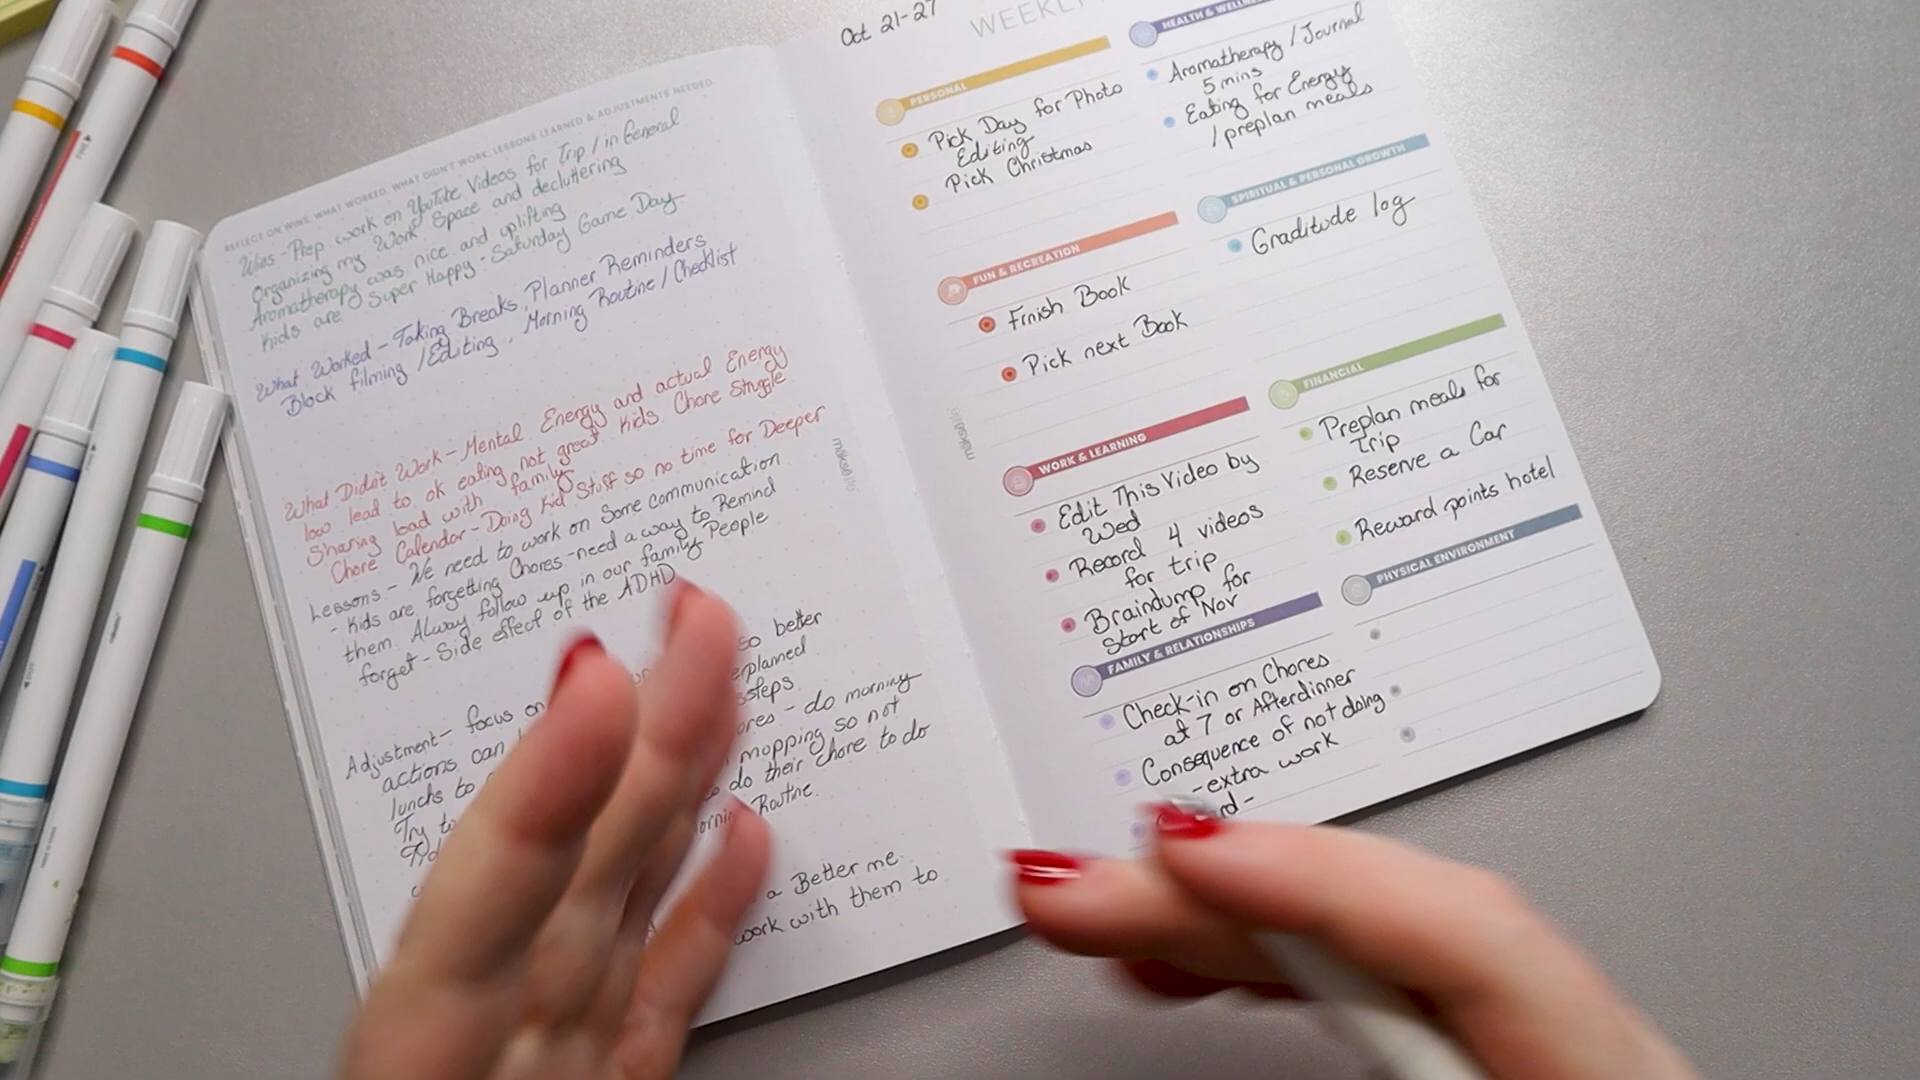 REFLECT ON WINS, WHAT WORKED, WHAT DIDN'T WORK, LESSONS LEARNED & ADJUSTMENTS NEEDED.
Wins - Prep work on YouTube Videos for Trip / in General
Organizing my Work Space and decluttering
Aromatherapy was nice and uplifting
Kids are Super Happy - Saturday Game Day
What Worked - Taking Breaks, Planner Reminders
Block filming / Editing, Morning Routine / Checklist
What Didn't Work - Mental Energy and actual Energy
low lead to ok eating not great. Kids Chore Struggle
Sharing load with family
Chore Calendar - Doing Kid Stuff so no time for Deeper
Lessons - We need to work on Some communication
- Kids are forgetting Chores - need a way to Remind
them. Always follow up in our family People
forget - Side effect of the ADHD
Adjustment - focus on so better
actions can planned
lunchs to steps
Try to ores - do morning
mopping so not
do their chore to do
Routine.
a Better me.
work with them to
Oct 21-27
WEEKLY
PERSONAL
Pick Day for Photo
Editing
Pick Christmas
FUN & RECREATION
Finish Book
Pick next Book
WORK & LEARNING
Edit This Video by
Wed
Record 4 videos
for trip
Braindump for
Start of Nov
FAMILY & RELATIONSHIPS
Check-in on Chores
at 7 or Afterdinner
Consequence of not doing
- extra work
rd -
HEALTH & WELLNESS
Aromatherapy / Journal
5 mins
Eating for Energy
/ preplan meals
SPIRITUAL & PERSONAL GROWTH
Graditude log
FINANCIAL
Preplan meals for
Trip
Reserve a Car
Reward points hotel
PHYSICAL ENVIRONMENT